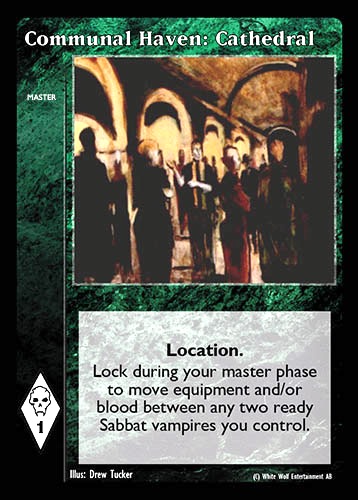 Communal Haven: Cathedral
MASTER
Location.
Lock during your master phase
to move equipment and/or
blood between any two ready
Sabbat vampires you control.
1
Illus: Drew Tucker
(C) White Wolf Entertainment AB